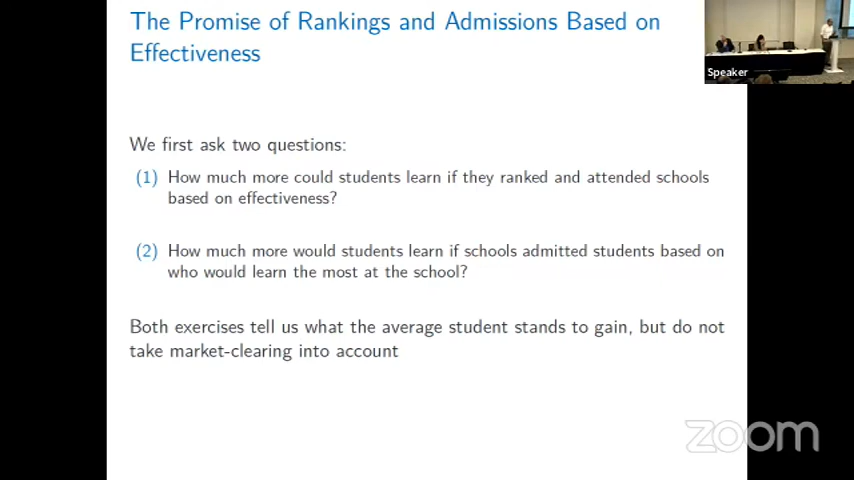 The Promise of Rankings and Admissions Based on
Effectiveness
Speaker
We first ask two questions:
(1) How much more could students learn if they ranked and attended schools
based on effectiveness?
(2) How much more would students learn if schools admitted students based on
who would learn the most at the school?
Both exercises tell us what the average student stands to gain, but do not
take market-clearing into account
zoom